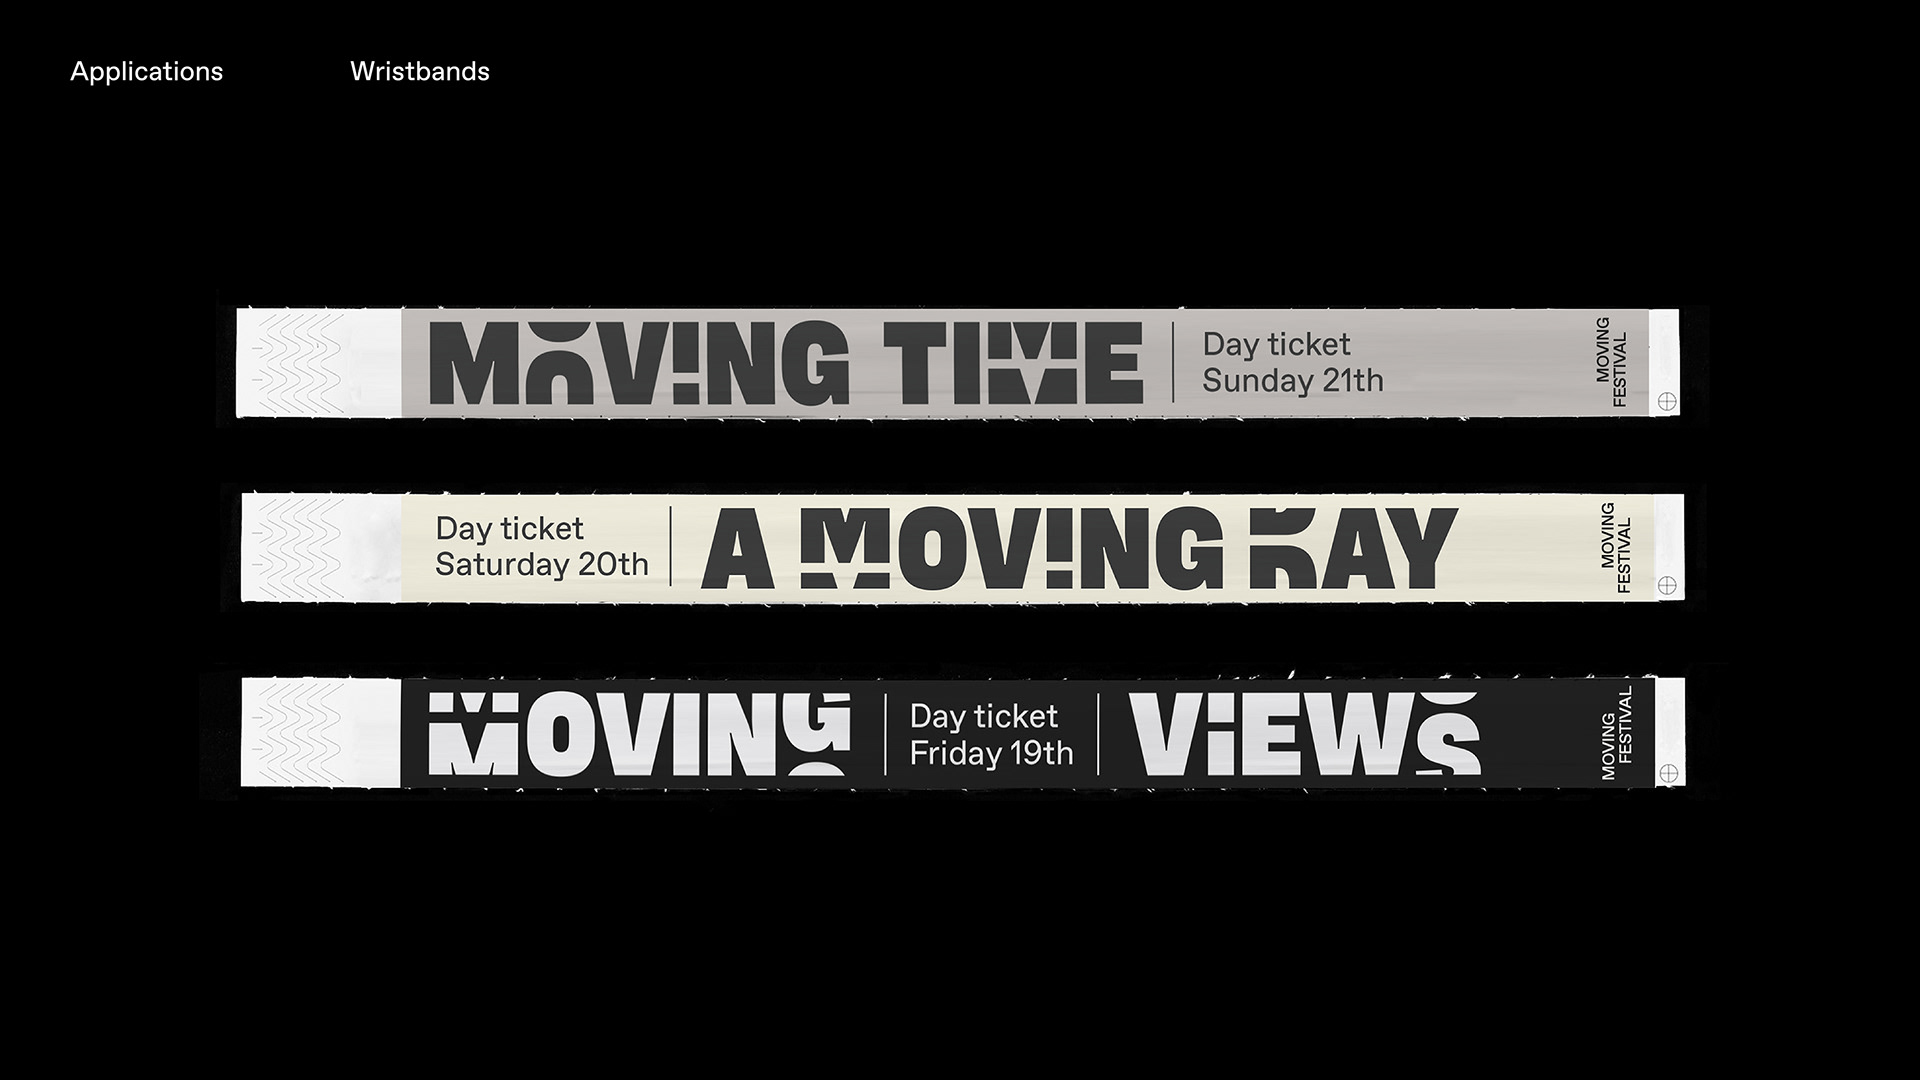 Applications
Wristbands
MOVING TIME
Day ticket
Sunday 21th
MOVING
FESTIVAL
Day ticket
Saturday 20th
A MOVING DAY
MOVING
FESTIVAL
MOVING
Day ticket
Friday 19th
VIEWS
MOVING
FESTIVAL